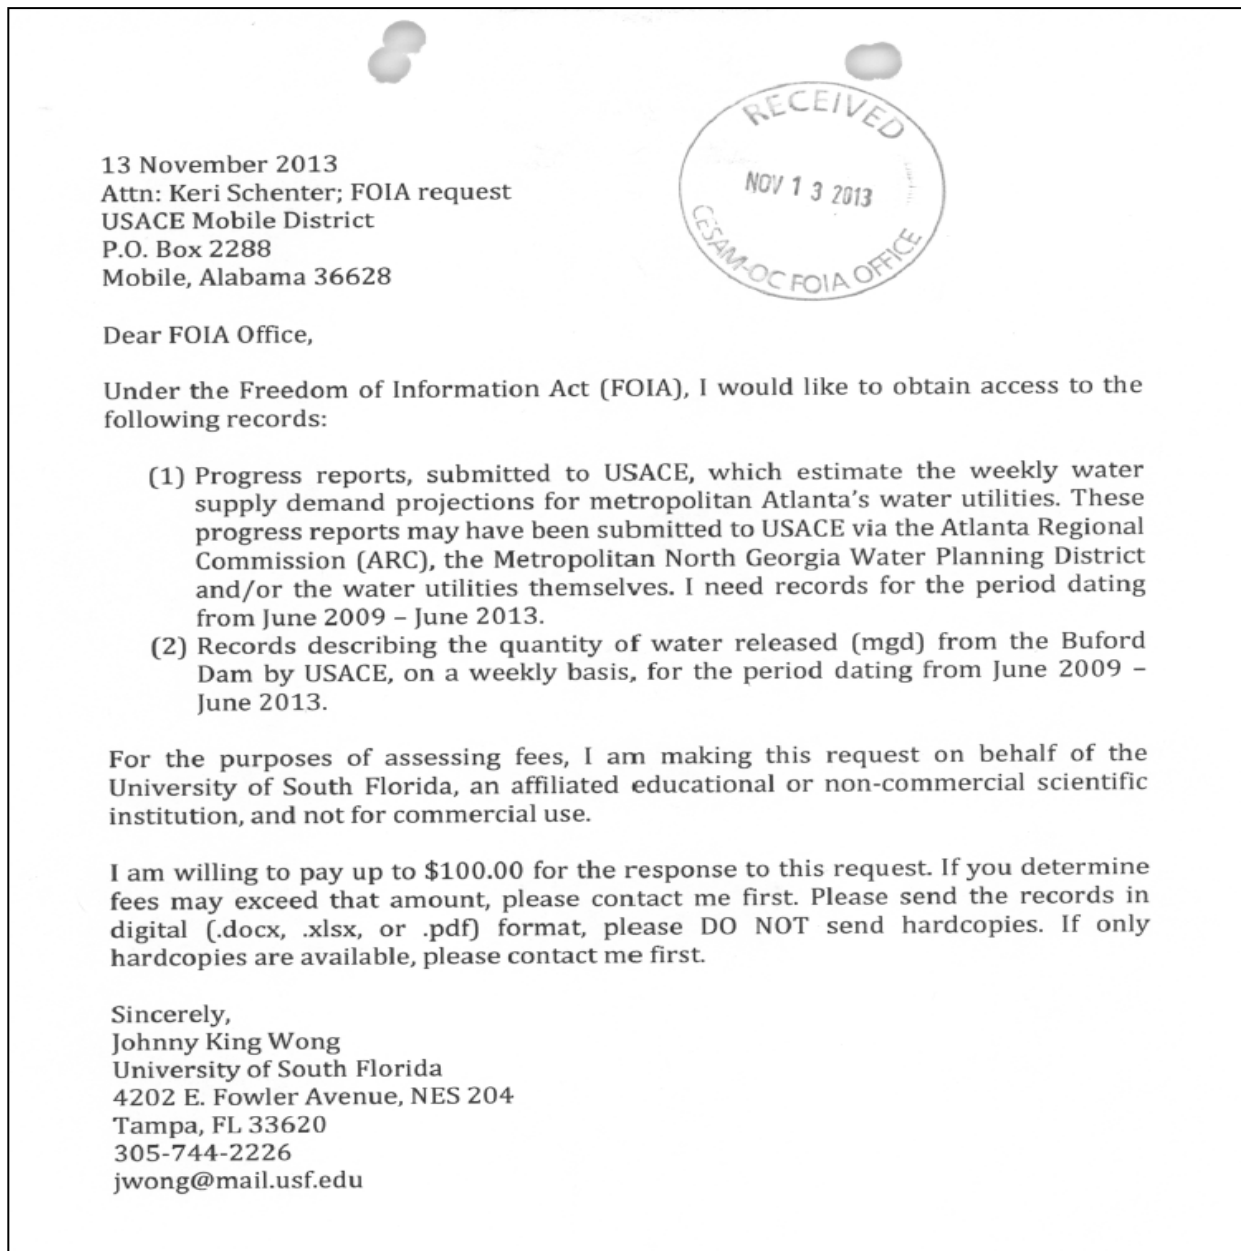 RECEIVED
NOV 13 2013
CESAM-OC FOIA OFFICE
13 November 2013
Attn: Keri Schenter; FOIA request
USACE Mobile District
P.O. Box 2288
Mobile, Alabama 36628
Dear FOIA Office,
Under the Freedom of Information Act (FOIA), I would like to obtain access to the
following records:
(1) Progress reports, submitted to USACE, which estimate the weekly water
supply demand projections for metropolitan Atlanta's water utilities. These
progress reports may have been submitted to USACE via the Atlanta Regional
Commission (ARC), the Metropolitan North Georgia Water Planning District
and/or the water utilities themselves. I need records for the period dating
from June 2009 – June 2013.
(2) Records describing the quantity of water released (mgd) from the Buford
Dam by USACE, on a weekly basis, for the period dating from June 2009 –
June 2013.
For the purposes of assessing fees, I am making this request on behalf of the
University of South Florida, an affiliated educational or non-commercial scientific
institution, and not for commercial use.
I am willing to pay up to $100.00 for the response to this request. If you determine
fees may exceed that amount, please contact me first. Please send the records in
digital (.docx, .xlsx, or .pdf) format, please DO NOT send hardcopies. If only
hardcopies are available, please contact me first.
Sincerely,
Johnny King Wong
University of South Florida
4202 E. Fowler Avenue, NES 204
Tampa, FL 33620
305-744-2226
jwong@mail.usf.edu